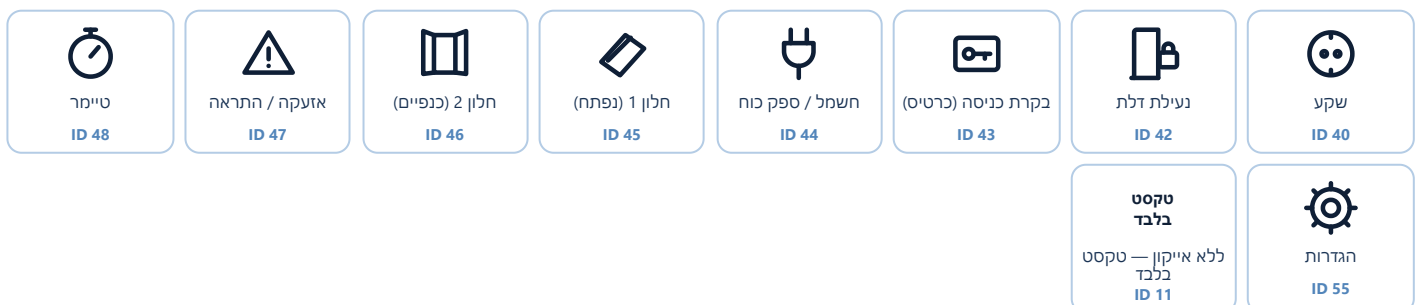 שקע
ID 40
נעילת דלת
ID 42
בקרת כניסה (כרטיס)
ID 43
חשמל / ספק כוח
ID 44
חלון 1 (נפתח)
ID 45
חלון 2 (כנפיים)
ID 46
אזעקה / התראה
ID 47
טיימר
ID 48
הגדרות
ID 55
טקסט
בלבד
ללא אייקון — טקסט
בלבד
ID 11